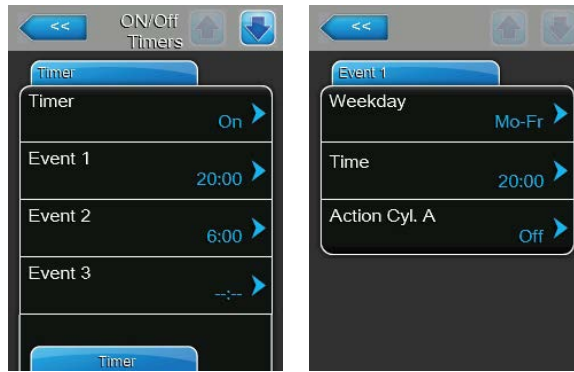 <<
ON/Off
Timers
Timer
Timer
On
Event 1
20:00
Event 2
6:00
Event 3
--:--
Timer
<<
Event 1
Weekday
Mo-Fr
Time
20:00
Action Cyl. A
Off